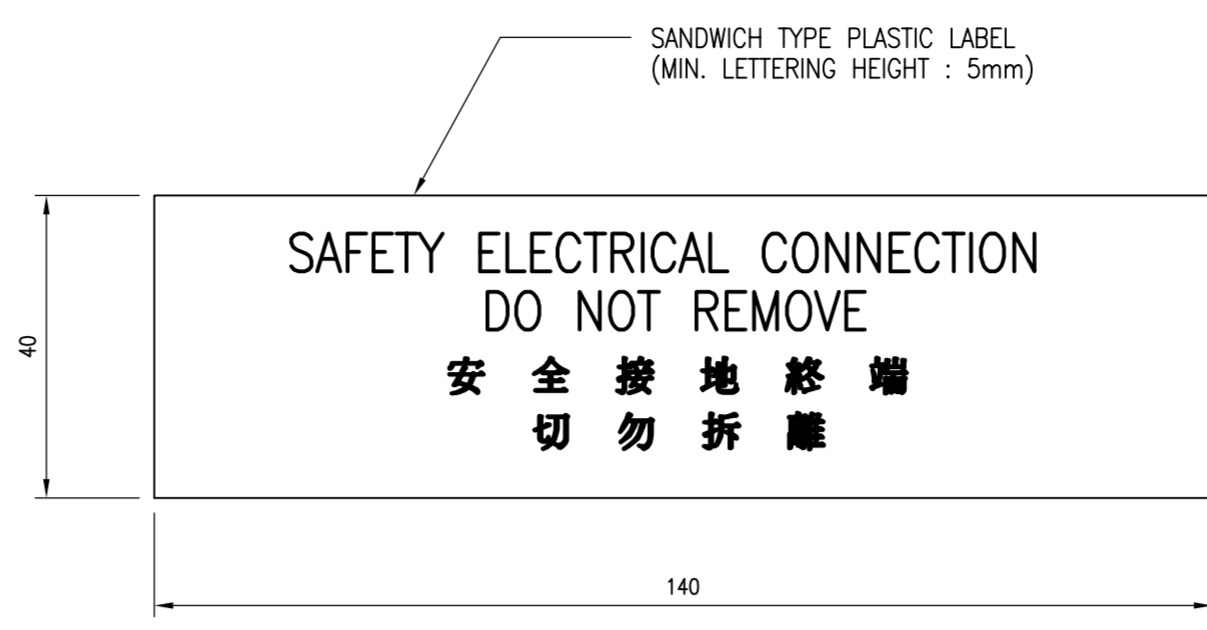 SANDWICH TYPE PLASTIC LABEL
(MIN. LETTERING HEIGHT : 5mm)
SAFETY ELECTRICAL CONNECTION
DO NOT REMOVE
安全接地終端
切勿拆離
40
140